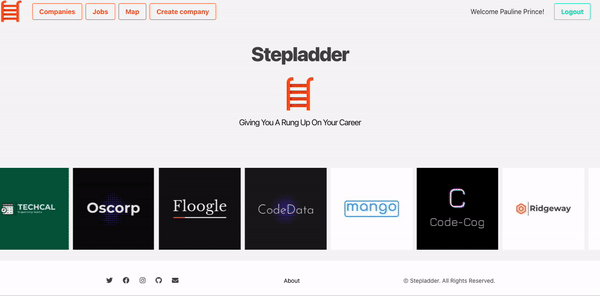 Companies Jobs Map Create company Welcome Pauline Prince! Logout
Stepladder
Giving You A Rung Up On Your Career
TECHCAL
Oscorp
Floogle
CodeData
mango
C
Code-Cog
Ridgeway
About © Stepladder. All Rights Reserved.